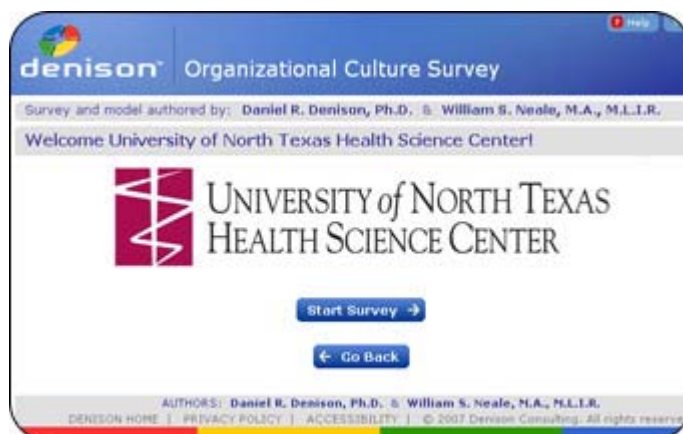 Help
denison™ Organizational Culture Survey
Survey and model authored by: Daniel R. Denison, Ph.D. & William S. Neale, M.A., M.L.I.R.
Welcome University of North Texas Health Science Center!
UNIVERSITY of NORTH TEXAS
HEALTH SCIENCE CENTER
Start Survey →
← Go Back
AUTHORS: Daniel R. Denison, Ph.D. & William S. Neale, M.A., M.L.I.R.
DENISON HOME | PRIVACY POLICY | ACCESSIBILITY | © 2007 Denison Consulting. All rights reserve